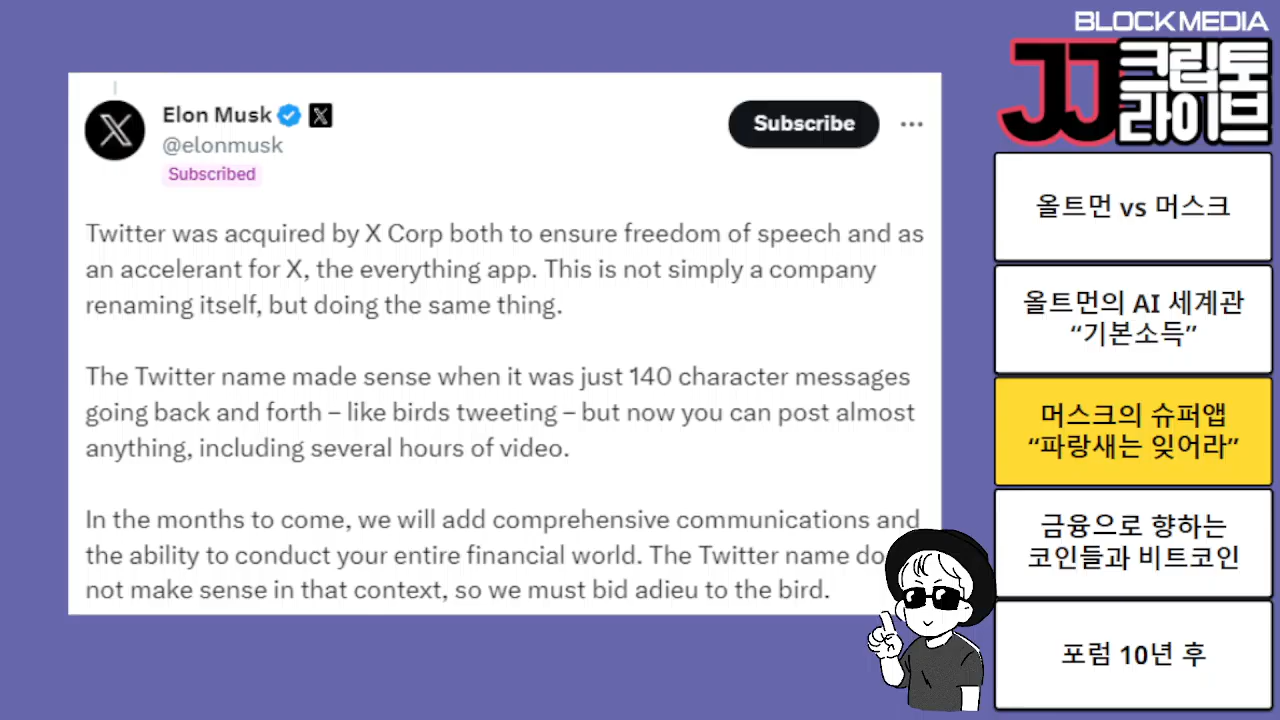 BLOCKMEDIA
JJ 크립토
라이브
Elon Musk
@elonmusk
Subscribed
Subscribe
Twitter was acquired by X Corp both to ensure freedom of speech and as
an accelerant for X, the everything app. This is not simply a company
renaming itself, but doing the same thing.
The Twitter name made sense when it was just 140 character messages
going back and forth – like birds tweeting – but now you can post almost
anything, including several hours of video.
In the months to come, we will add comprehensive communications and
the ability to conduct your entire financial world. The Twitter name do
not make sense in that context, so we must bid adieu to the bird.
올트먼 vs 머스크
올트먼의 AI 세계관
“기본소득”
머스크의 슈퍼앱
“파랑새는 잊어라”
금융으로 향하는
코인들과 비트코인
포럼 10년 후